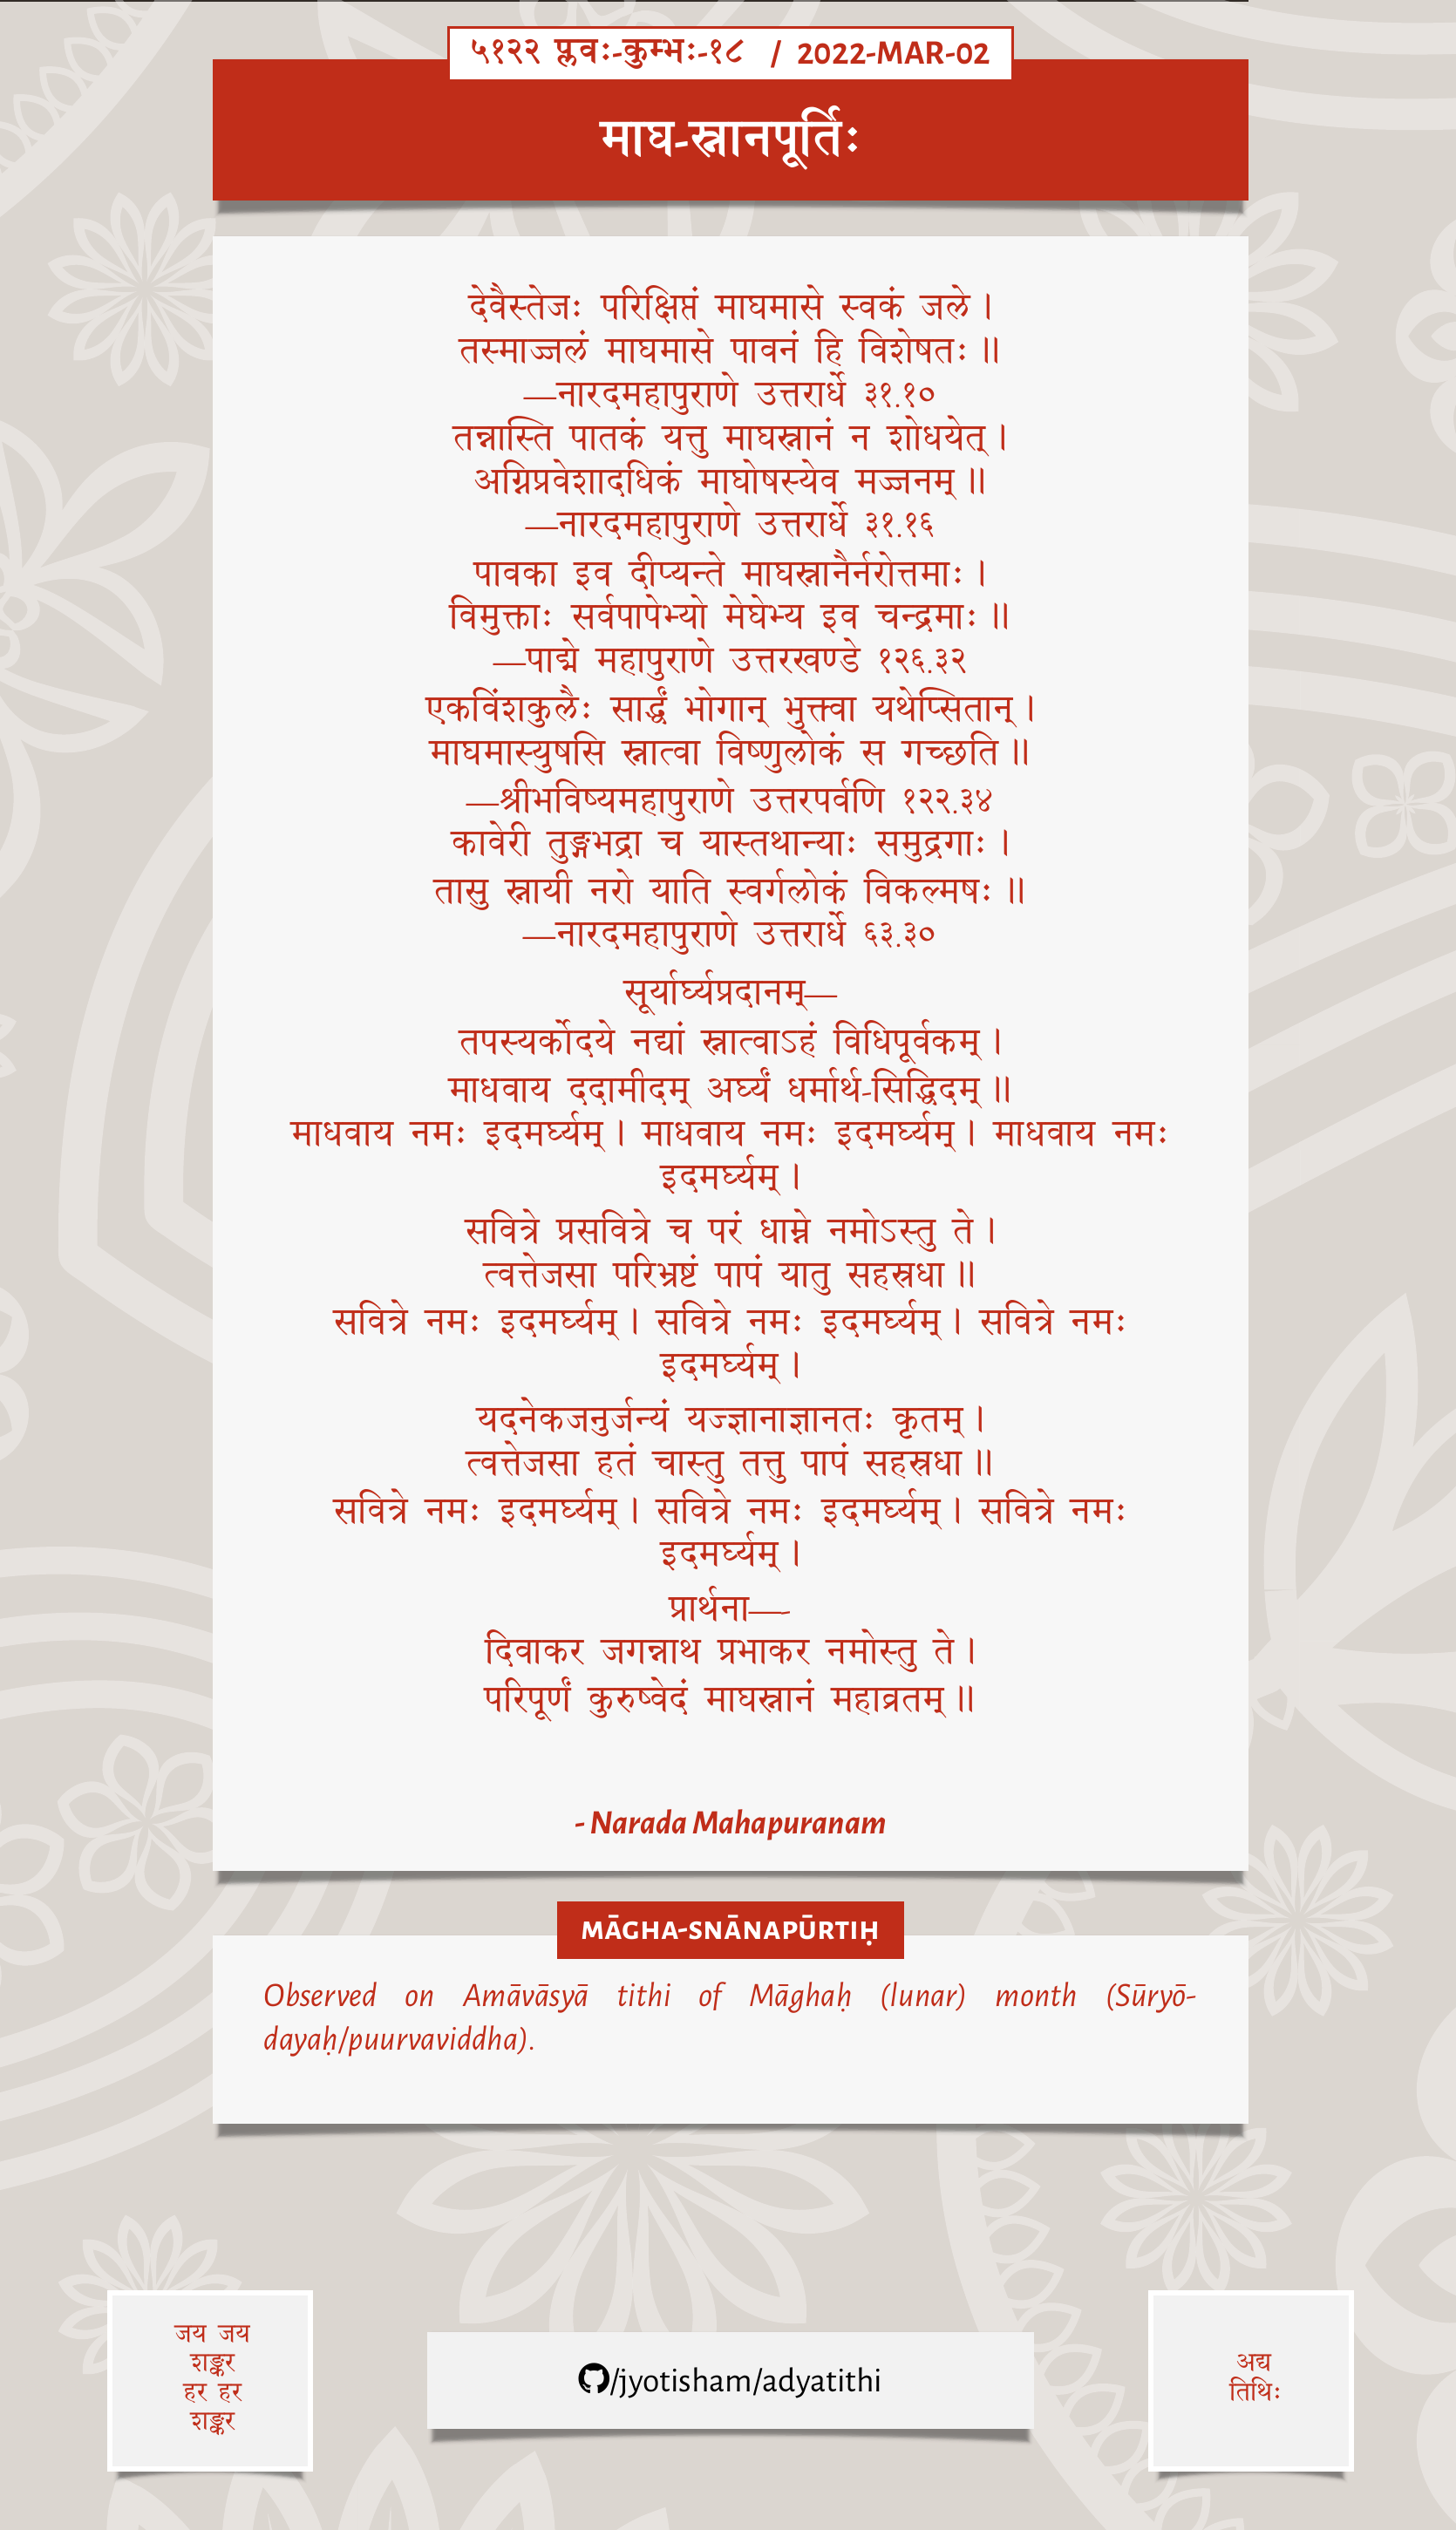 ५१२२ प्लवः-कुम्भः-१८ / 2022-MAR-02
माघ-स्नानपूर्तिः
देवैस्तेजः परिक्षिप्तं माघमासे स्वकं जले ।
तस्माज्जलं माघमासे पावनं हि विशेषतः ॥
—नारदमहापुराणे उत्तरार्धे ३१.१०
तन्नास्ति पातकं यत्तु माघस्नानं न शोधयेत् ।
अग्निप्रवेशादधिकं माघोषस्येव मज्जनम् ॥
—नारदमहापुराणे उत्तरार्धे ३१.१६
पावका इव दीप्यन्ते माघस्नानैर्नरोत्तमाः ।
विमुक्ताः सर्वपापेभ्यो मेघेभ्य इव चन्द्रमाः ॥
—पाद्मे महापुराणे उत्तरखण्डे १२६.३२
एकविंशकुलैः सार्द्धं भोगान् भुक्त्वा यथेप्सितान् ।
माघमास्युषसि स्नात्वा विष्णुलोकं स गच्छति ॥
—श्रीभविष्यमहापुराणे उत्तरपर्वणि १२२.३४
कावेरी तुङ्गभद्रा च यास्तथान्याः समुद्रगाः ।
तासु स्नायी नरो याति स्वर्गलोकं विकल्मषः ॥
—नारदमहापुराणे उत्तरार्धे ६३.३०
सूर्यार्घ्यप्रदानम्—
तपस्यर्कोदये नद्यां स्नात्वाऽहं विधिपूर्वकम् ।
माधवाय ददामीदम् अर्घ्यं धर्मार्थ-सिद्धिदम् ॥
माधवाय नमः इदमर्घ्यम् । माधवाय नमः इदमर्घ्यम् । माधवाय नमः
इदमर्घ्यम् ।
सवित्रे प्रसवित्रे च परं धाम्ने नमोऽस्तु ते ।
त्वत्तेजसा परिभ्रष्टं पापं यातु सहस्रधा ॥
सवित्रे नमः इदमर्घ्यम् । सवित्रे नमः इदमर्घ्यम् । सवित्रे नमः
इदमर्घ्यम् ।
यदनेकजनुर्जन्यं यज्ज्ञानाज्ञानतः कृतम् ।
त्वत्तेजसा हतं चास्तु तत्तु पापं सहस्रधा ॥
सवित्रे नमः इदमर्घ्यम् । सवित्रे नमः इदमर्घ्यम् । सवित्रे नमः
इदमर्घ्यम् ।
प्रार्थना—-
दिवाकर जगन्नाथ प्रभाकर नमोस्तु ते ।
परिपूर्णं कुरुष्वेदं माघस्नानं महाव्रतम् ॥
- Narada Mahapuranam
MĀGHA-SNĀNAPŪRTIḤ
Observed on Amāvāsyā tithi of Māghaḥ (lunar) month (Sūryō-
dayaḥ/puurvaviddha).
जय जय
शङ्कर
हर हर
शङ्कर
/jyotisham/adyatithi
अद्य
तिथिः